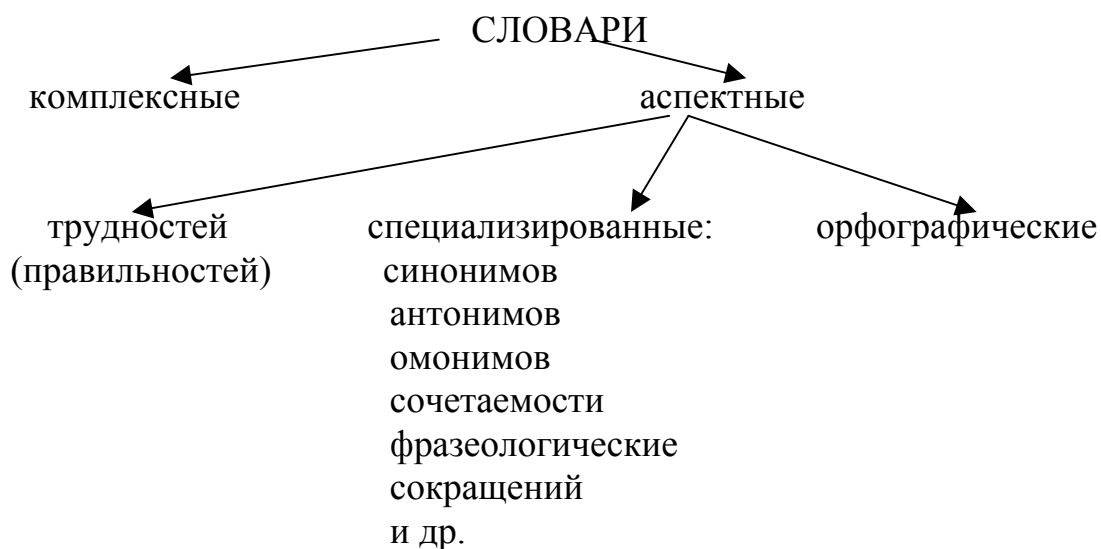 СЛОВАРИ
комплексные аспектные
трудностей специализированные: орфографические
(правильностей) синонимов
антонимов
омонимов
сочетаемости
фразеологические
сокращений
и др.